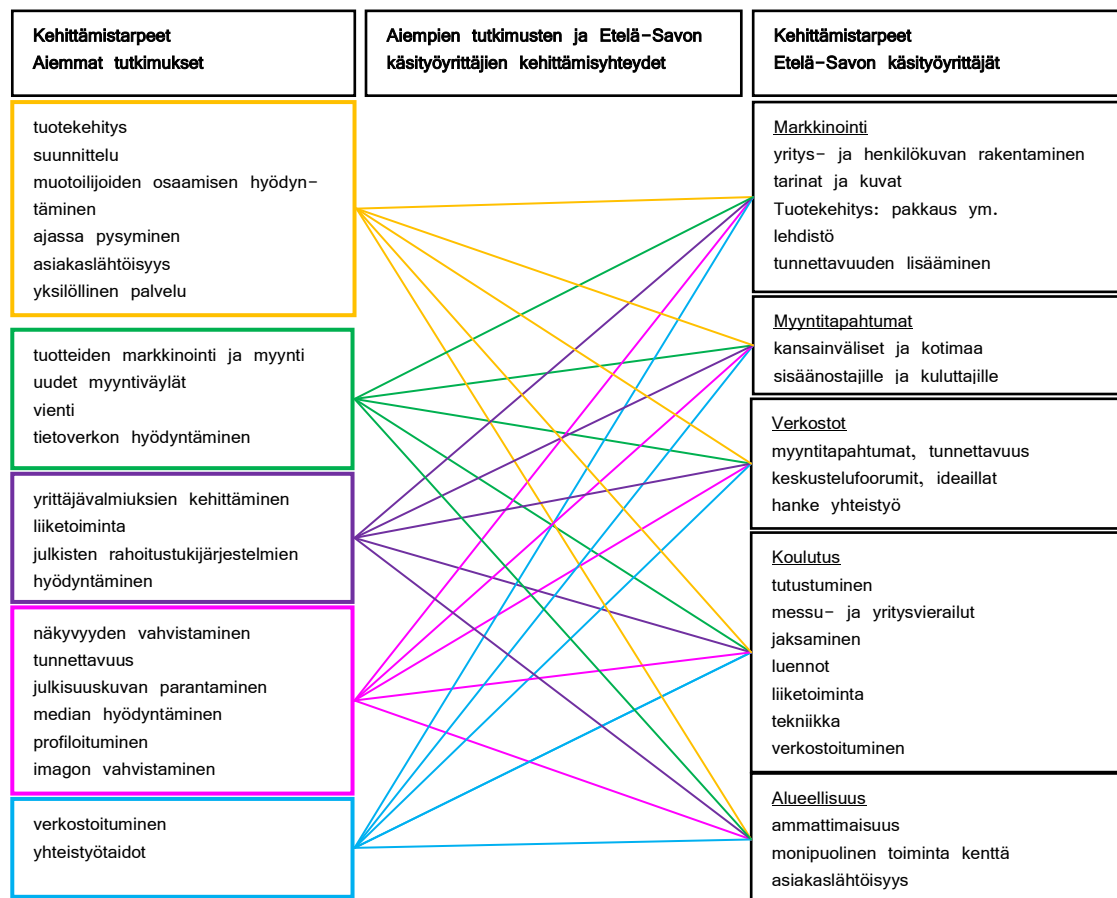 Kehittämistarpeet
Aiemmat tutkimukset
Aiempien tutkimusten ja Etelä-Savon
käsityöyrittäjien kehittämisyhteydet
Kehittämistarpeet
Etelä-Savon käsityöyrittäjät
tuotekehitys
suunnittelu
muotoilijoiden osaamisen hyödyn-
täminen
ajassa pysyminen
asiakaslähtöisyys
yksilöllinen palvelu
tuotteiden markkinointi ja myynti
uudet myyntiväylät
vienti
tietoverkon hyödyntäminen
yrittäjävalmiuksien kehittäminen
liiketoiminta
julkisten rahoitustukijärjestelmien
hyödyntäminen
näkyvyyden vahvistaminen
tunnettavuus
julkisuuskuvan parantaminen
median hyödyntäminen
profiloituminen
imagon vahvistaminen
verkostoituminen
yhteistyötaidot
Markkinointi
yritys- ja henkilökuvan rakentaminen
tarinat ja kuvat
Tuotekehitys: pakkaus ym.
lehdistö
tunnettavuuden lisääminen
Myyntitapahtumat
kansainväliset ja kotimaa
sisäänostajille ja kuluttajille
Verkostot
myyntitapahtumat, tunnettavuus
keskustelufoorumit, ideaillat
hanke yhteistyö
Koulutus
tutustuminen
messu- ja yritysvierailut
jaksaminen
luennot
liiketoiminta
tekniikka
verkostoituminen
Alueellisuus
ammattimaisuus
monipuolinen toiminta kenttä
asiakaslähtöisyys